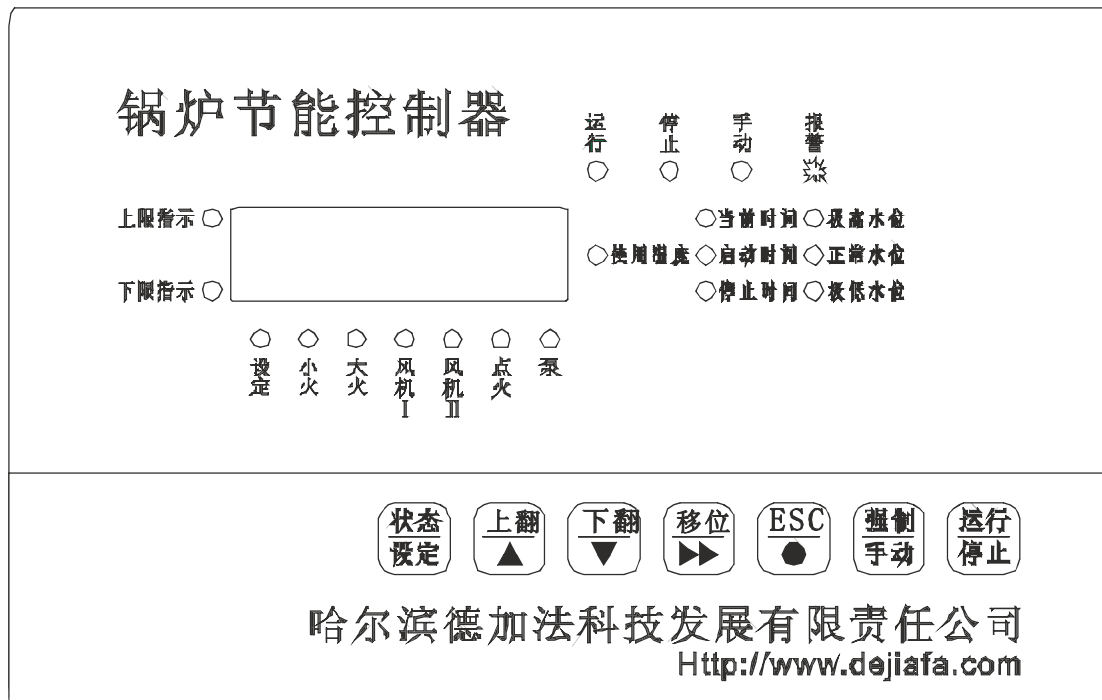 锅炉节能控制器
运行 停止 手动 报警
上限指示 当前时间 极高水位
使用温度 启动时间 正常水位
下限指示 停止时间 极低水位
设定 小火 大火 风机I 风机II 点火 泵
状态 上翻 下翻 移位 ESC 强制 运行
设定 手动 停止
哈尔滨德加法科技发展有限责任公司
Http://www.dejiafa.com